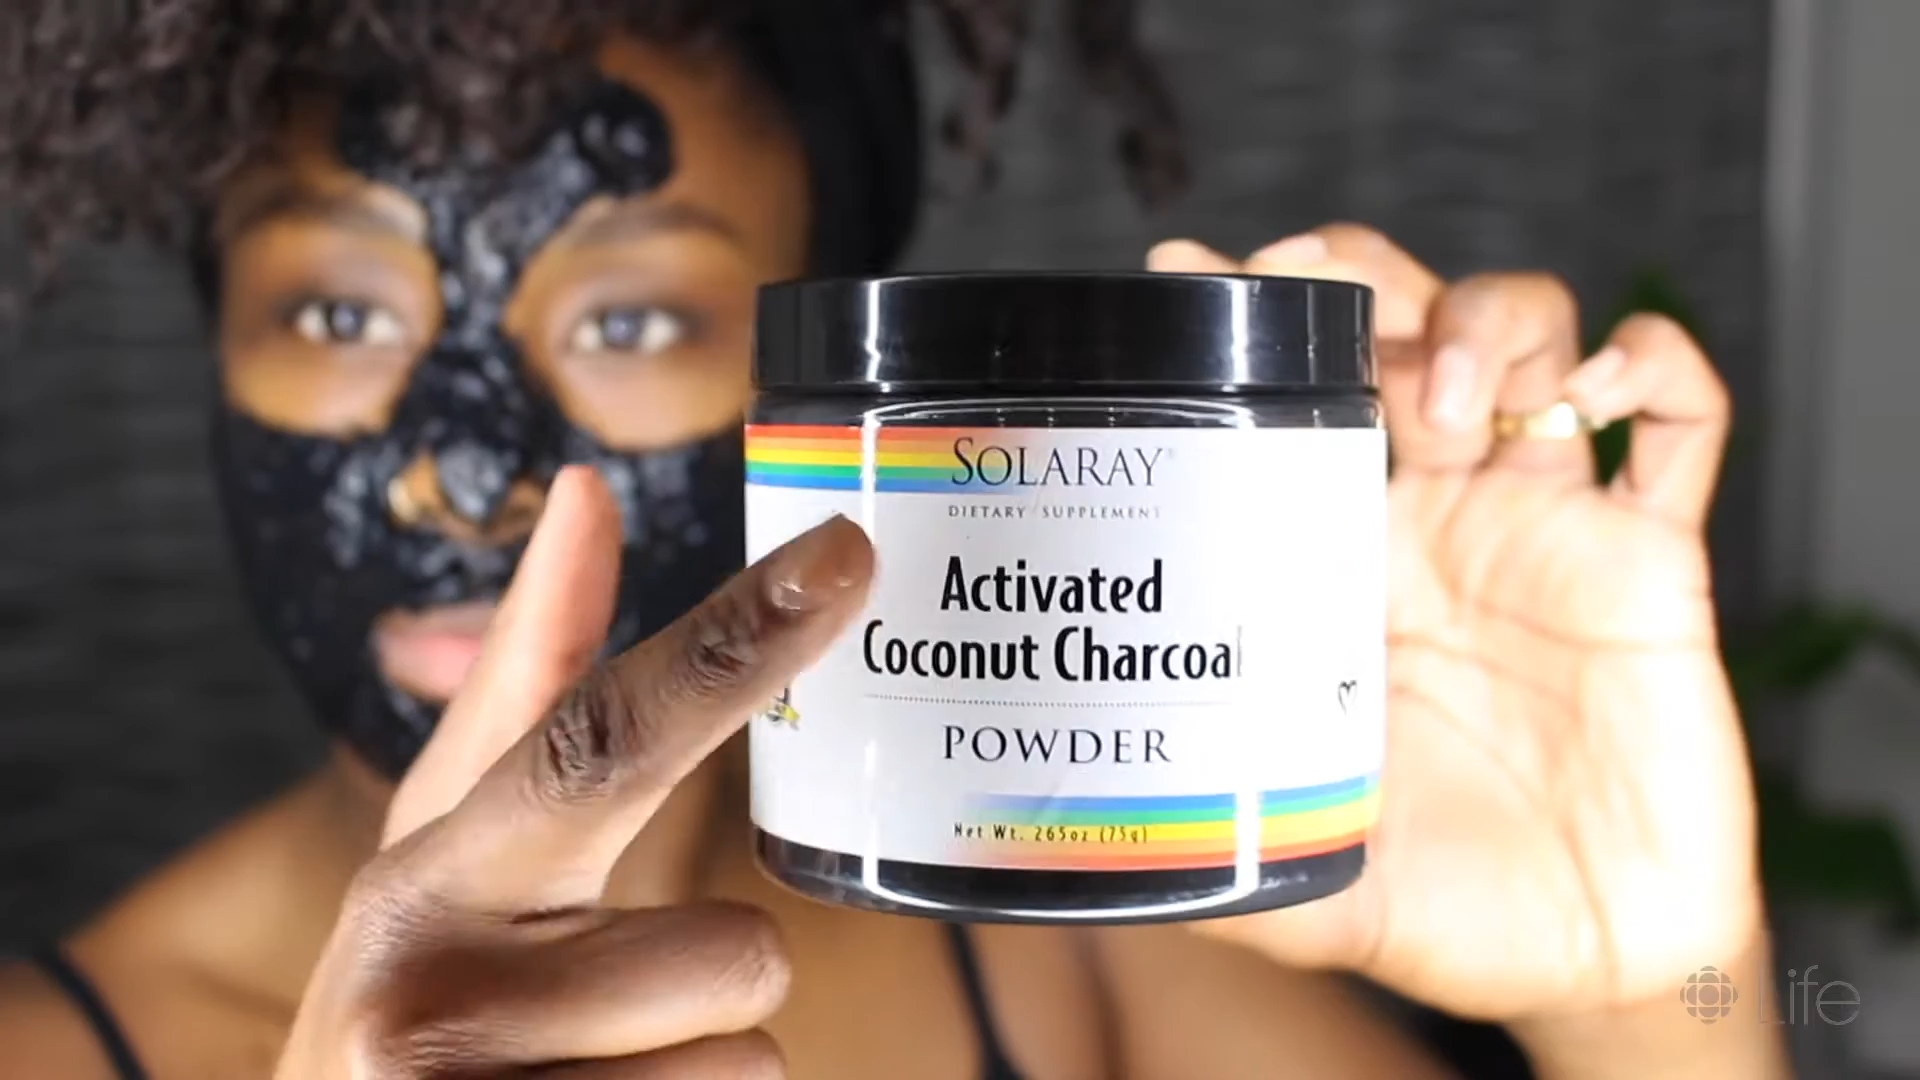 SOLARAY®
DIETARY SUPPLEMENT
Activated
Coconut Charcoal
POWDER
Net Wt. 265oz (75g)
Life